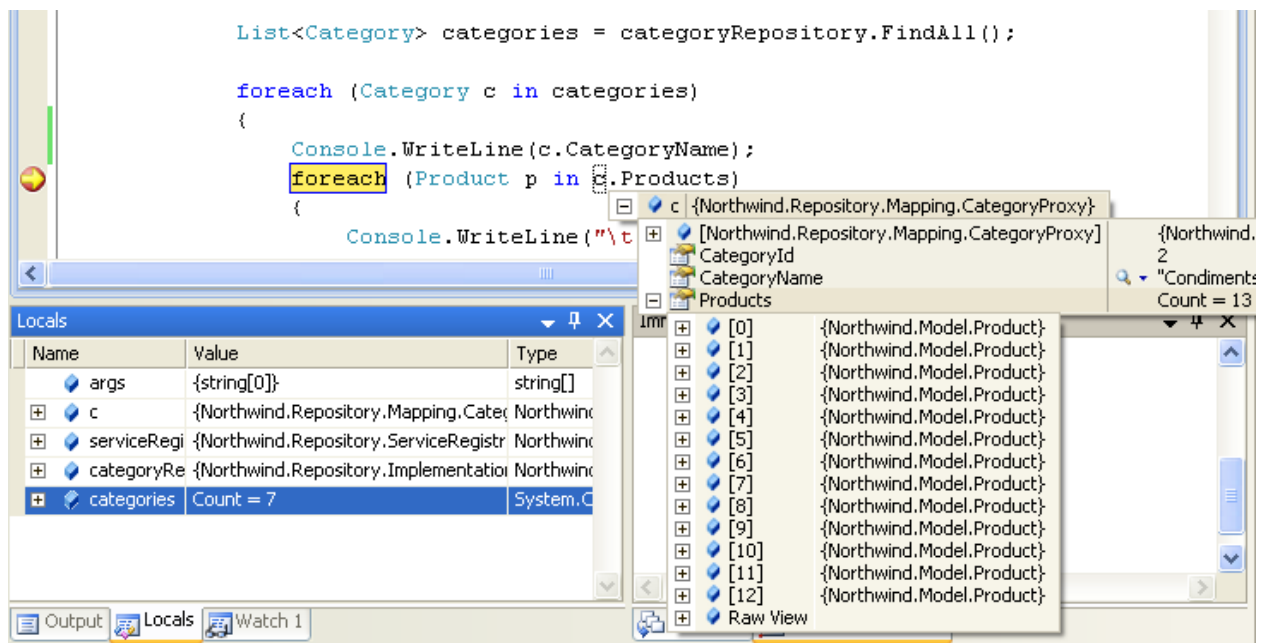 List<Category> categories = categoryRepository.FindAll();
foreach (Category c in categories)
{
Console.WriteLine(c.CategoryName);
foreach (Product p in c.Products)
{
Console.WriteLine("\t
c {Northwind.Repository.Mapping.CategoryProxy}
[Northwind.Repository.Mapping.CategoryProxy] {Northwind.
CategoryId 2
CategoryName "Condiments
Products Count = 13
[0] {Northwind.Model.Product}
[1] {Northwind.Model.Product}
[2] {Northwind.Model.Product}
[3] {Northwind.Model.Product}
[4] {Northwind.Model.Product}
[5] {Northwind.Model.Product}
[6] {Northwind.Model.Product}
[7] {Northwind.Model.Product}
[8] {Northwind.Model.Product}
[9] {Northwind.Model.Product}
[10] {Northwind.Model.Product}
[11] {Northwind.Model.Product}
[12] {Northwind.Model.Product}
Raw View
Locals
Name Value Type
args {string[0]} string[]
c {Northwind.Repository.Mapping.Cate Northwind
serviceRegi {Northwind.Repository.ServiceRegistr Northwind
categoryRe {Northwind.Repository.Implementatio Northwind
categories Count = 7 System.C
Output Locals Watch 1